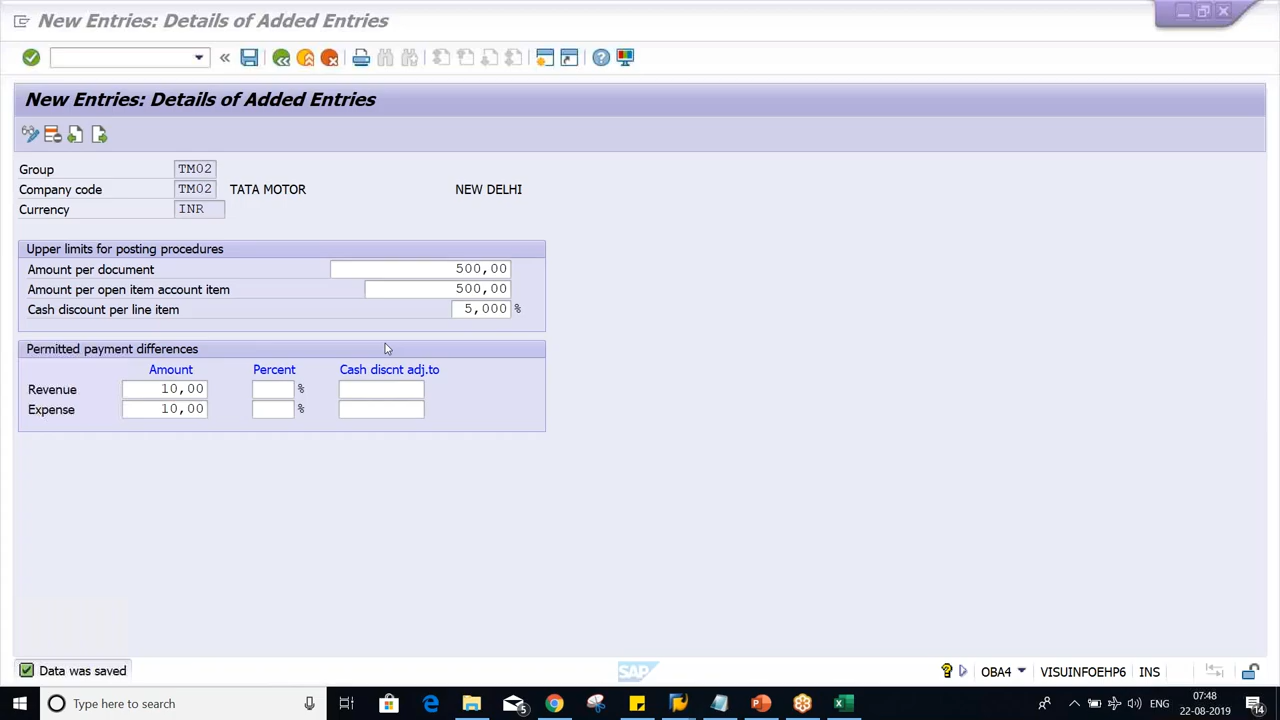 New Entries: Details of Added Entries
New Entries: Details of Added Entries
Group TM02
Company code TM02 TATA MOTOR NEW DELHI
Currency INR
Upper limits for posting procedures
Amount per document 500,00
Amount per open item account item 500,00
Cash discount per line item 5,000 %
Permitted payment differences
Amount Percent Cash discnt adj.to
Revenue 10,00 %
Expense 10,00 %
Data was saved SAP OBA4 VISUINFOEHP6 INS
Type here to search 5 ENG 07:48
22-08-2019 14